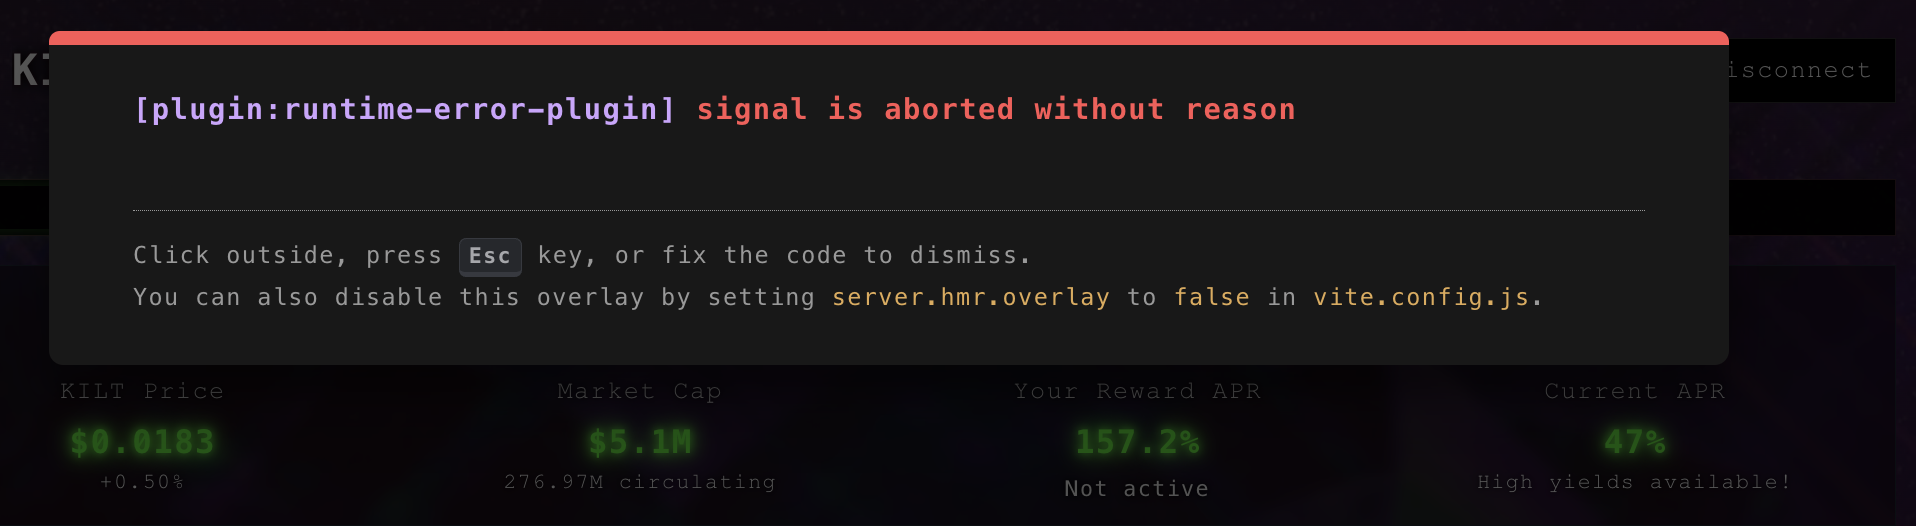 [plugin:runtime-error-plugin] signal is aborted without reason
Click outside, press Esc key, or fix the code to dismiss.
You can also disable this overlay by setting server.hmr.overlay to false in vite.config.js.
KILT Price
$0.0183
+0.50%
Market Cap
$5.1M
276.97M circulating
Your Reward APR
157.2%
Not active
Current APR
47%
High yields available!